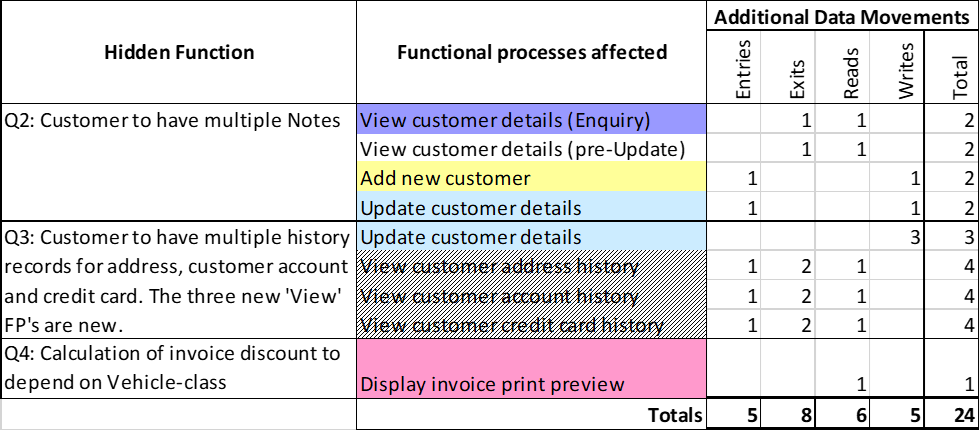 Hidden Function Functional processes affected Additional Data Movements
Entries Exits Reads Writes Total
Q2: Customer to have multiple Notes View customer details (Enquiry) 1 1 2
View customer details (pre-Update) 1 1 2
Add new customer 1 1 2
Update customer details 1 1 2
Q3: Customer to have multiple history Update customer details 3 3
records for address, customer account View customer address history 1 2 1 4
and credit card. The three new 'View' View customer account history 1 2 1 4
FP's are new. View customer credit card history 1 2 1 4
Q4: Calculation of invoice discount to
depend on Vehicle-class Display invoice print preview 1 1
Totals 5 8 6 5 24